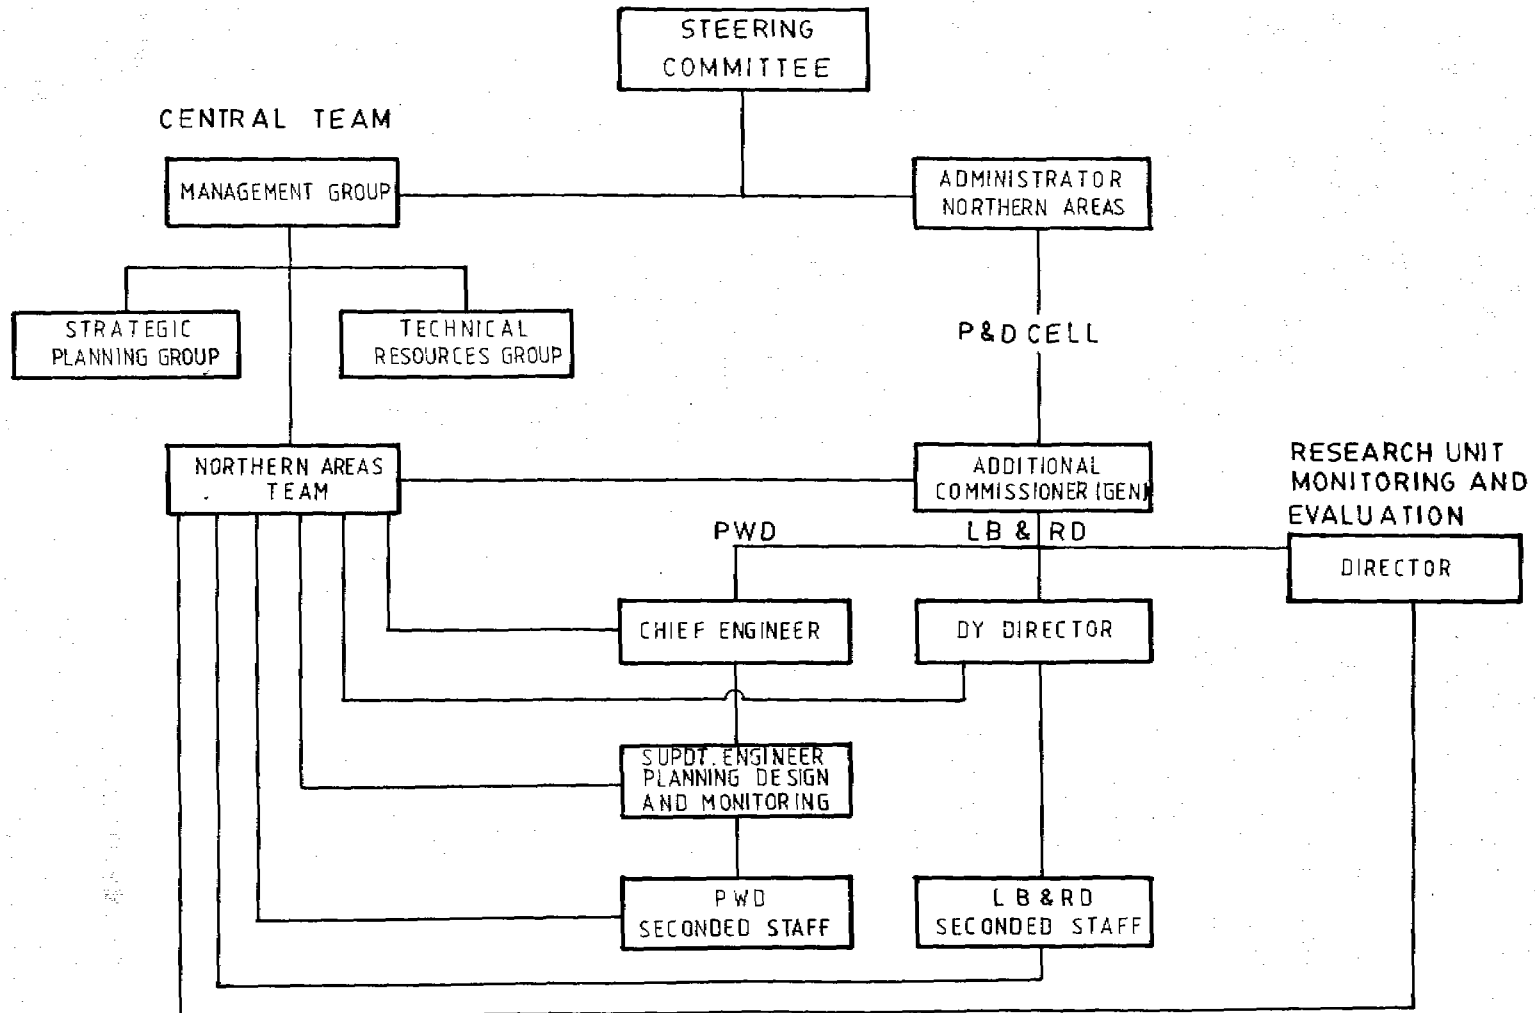 STEERING
COMMITTEE
CENTRAL TEAM
MANAGEMENT GROUP
ADMINISTRATOR
NORTHERN AREAS
STRATEGIC
PLANNING GROUP
TECHNICAL
RESOURCES GROUP
P&D CELL
NORTHERN AREAS
TEAM
ADDITIONAL
COMMISSIONER (GEN)
RESEARCH UNIT
MONITORING AND
EVALUATION
DIRECTOR
PWD
LB & RD
CHIEF ENGINEER
DY DIRECTOR
SUPDT. ENGINEER
PLANNING DESIGN
AND MONITORING
PWD
SECONDED STAFF
LB&RD
SECONDED STAFF